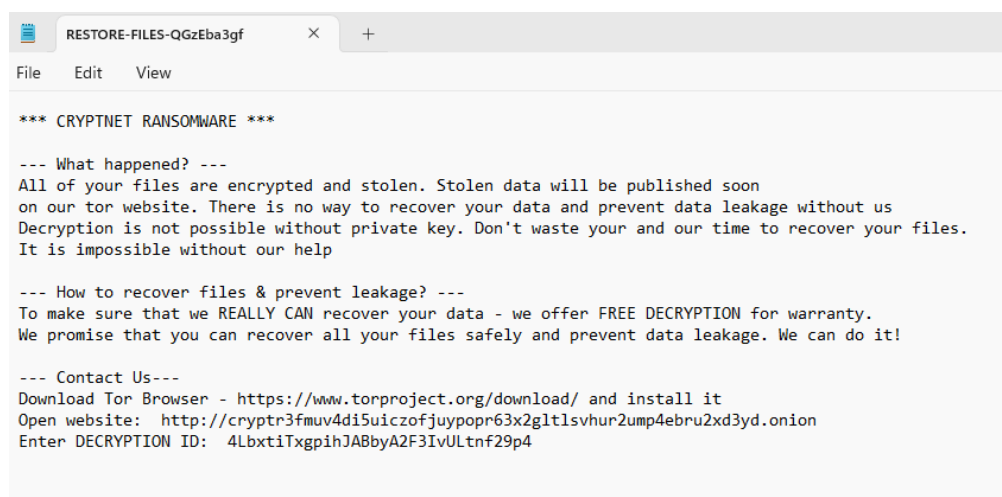 RESTORE-FILES-QGzEba3gf
File Edit View
*** CRYPTNET RANSOMWARE ***
--- What happened? ---
All of your files are encrypted and stolen. Stolen data will be published soon
on our tor website. There is no way to recover your data and prevent data leakage without us
Decryption is not possible without private key. Don't waste your and our time to recover your files.
It is impossible without our help
--- How to recover files & prevent leakage? ---
To make sure that we REALLY CAN recover your data - we offer FREE DECRYPTION for warranty.
We promise that you can recover all your files safely and prevent data leakage. We can do it!
--- Contact Us---
Download Tor Browser - https://www.torproject.org/download/ and install it
Open website:  http://cryptr3fmuv4di5uiczofjuypopr63x2gltlsvhur2ump4ebru2xd3yd.onion
Enter DECRYPTION ID:  4LbxtiTxgpihJABbyA2F3IvULtnf29p4